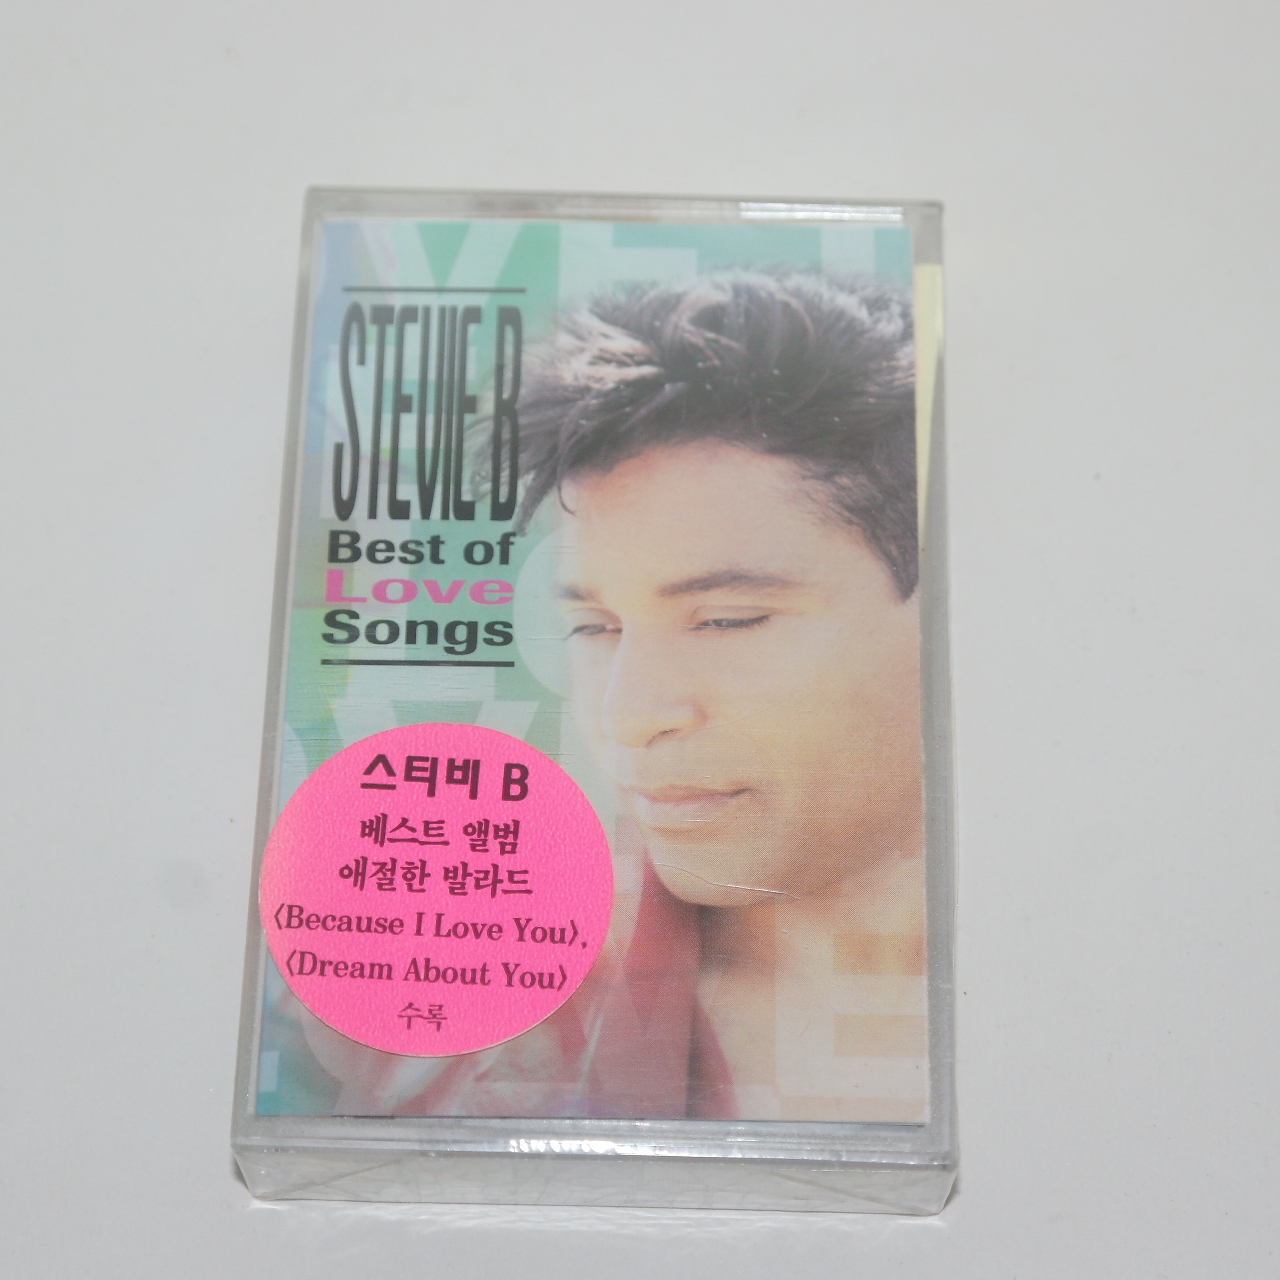 STEVIE B
Best of
Love
Songs
스티비 B
베스트 앨범
애절한 발라드
〈Because I Love You〉,
〈Dream About You〉
수록